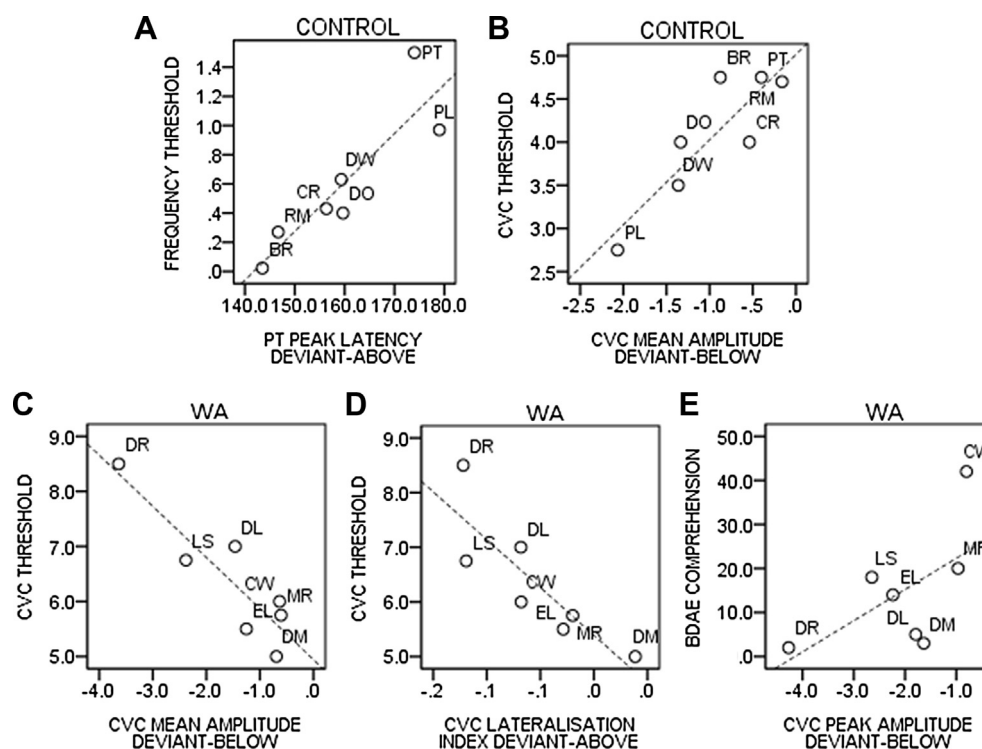 A
CONTROL
FREQUENCY THRESHOLD
1.4
1.2
1.0
.8
.6
.4
.2
.0
PT
PL
DW
CR
DO
RM
BR
140.0 150.0 160.0 170.0 180.0
PT PEAK LATENCY
DEVIANT-ABOVE
B
CONTROL
CVC THRESHOLD
5.0
4.5
4.0
3.5
3.0
2.5
BR
PT
RM
DO
CR
DW
PL
-2.5 -2.0 -1.5 -1.0 -.5 .0
CVC MEAN AMPLITUDE
DEVIANT-BELOW
C
WA
CVC THRESHOLD
9.0
8.0
7.0
6.0
5.0
DR
DL
LS
CW
MR
EL
DM
-4.0 -3.0 -2.0 -1.0 .0
CVC MEAN AMPLITUDE
DEVIANT-BELOW
D
WA
CVC THRESHOLD
9.0
8.0
7.0
6.0
5.0
DR
DL
LS
CW
EL
MR
DM
-.2 -.1 -.1 .0 .0
CVC LATERALISATION
INDEX DEVIANT-ABOVE
E
WA
BDAE COMPREHENSION
50.0
40.0
30.0
20.0
10.0
.0
CW
MR
LS
EL
DL
DM
DR
-4.0 -3.0 -2.0 -1.0
CVC PEAK AMPLITUDE
DEVIANT-BELOW